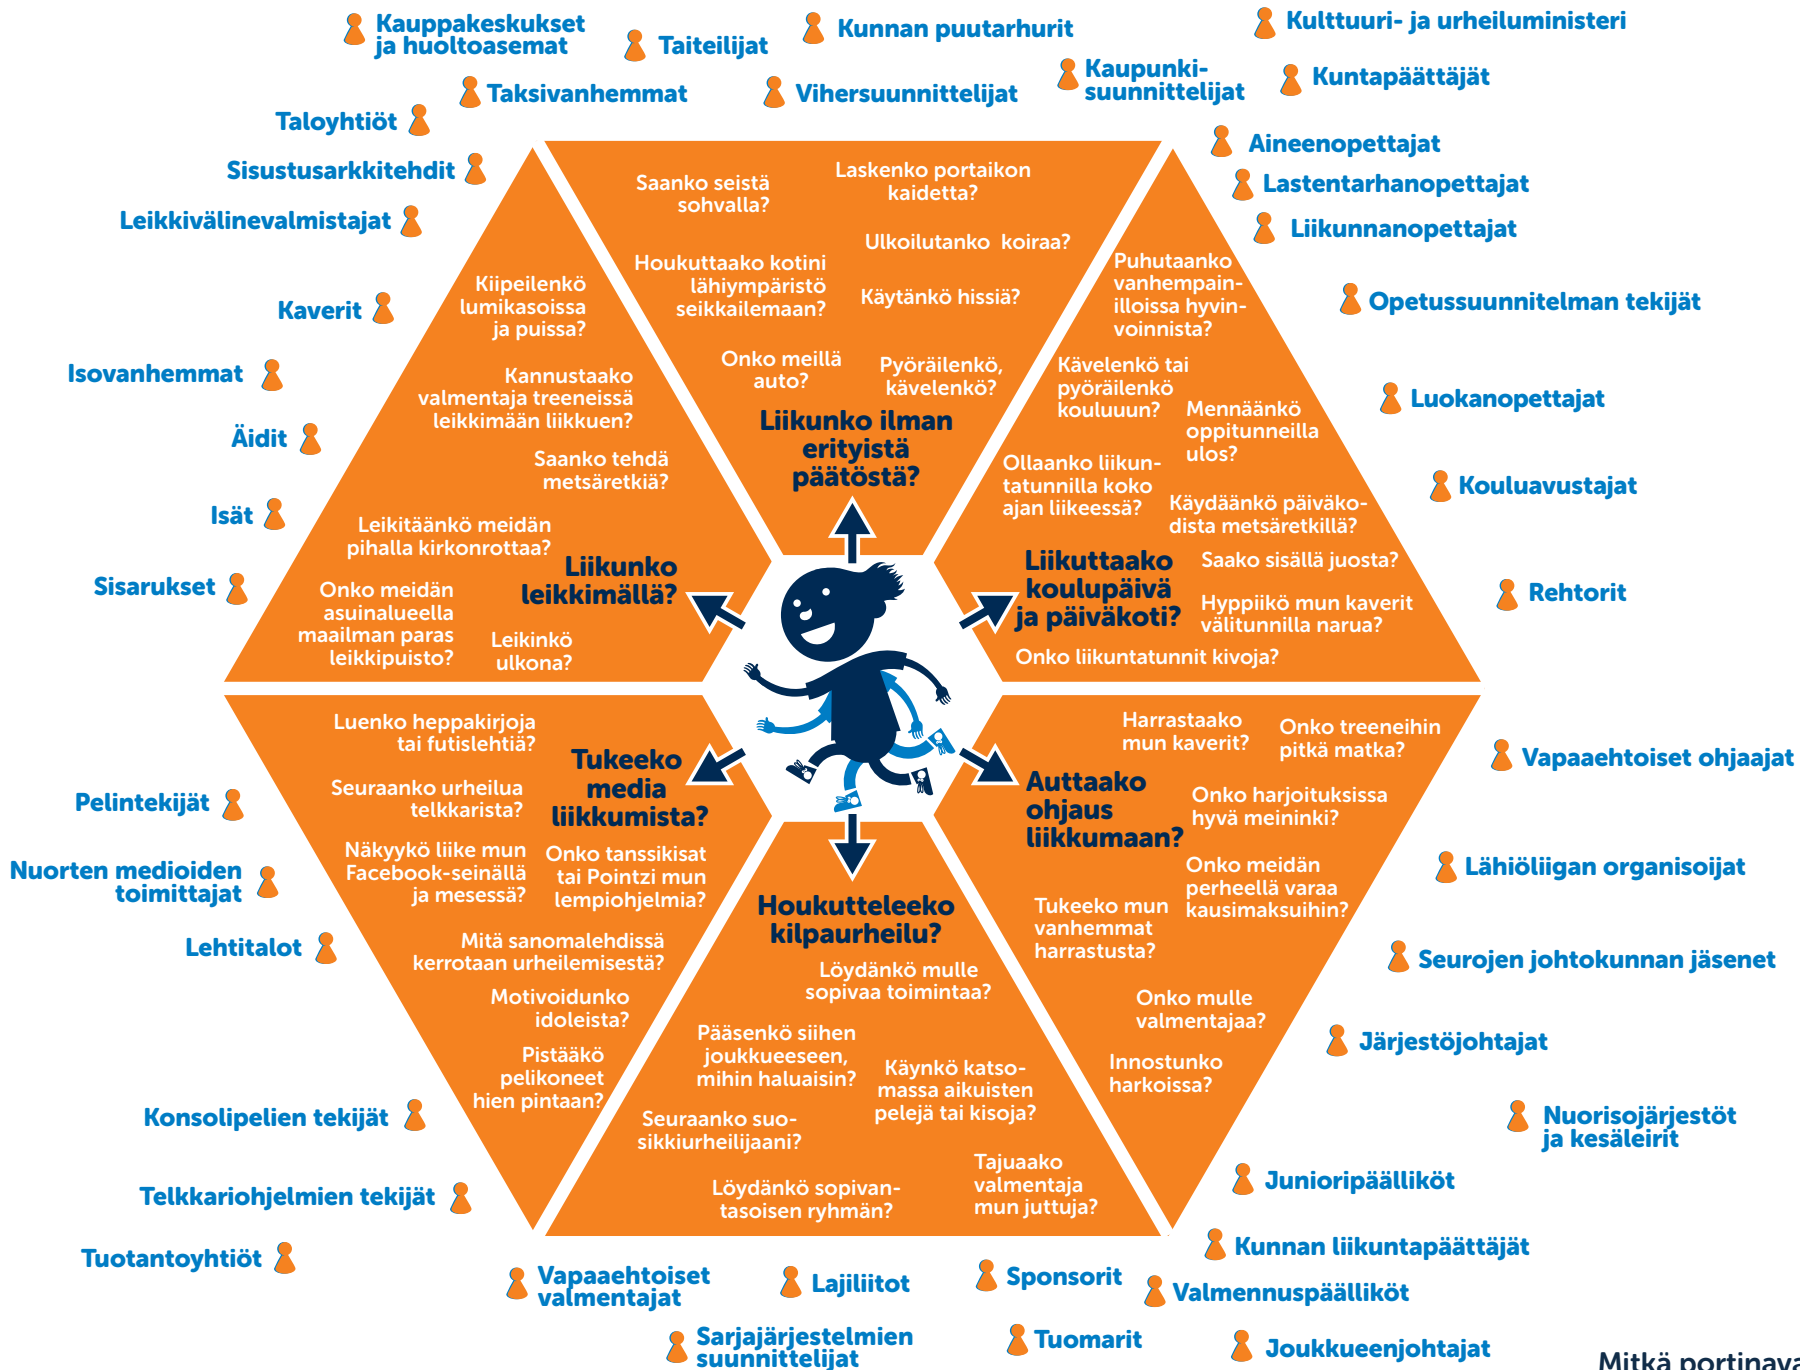 Kauppakeskukset
ja huoltoasemat
Taiteilijat
Kunnan puutarhurit
Kulttuuri- ja urheiluministeri
Taksivanhemmat
Vihersuunnittelijat
Kaupunki-
suunnittelijat
Kuntapäättäjät
Taloyhtiöt
Sisustusarkkitehdit
Leikkivälinevalmistajat
Kaverit
Isovanhemmat
Äidit
Isät
Sisarukset
Aineenopettajat
Lastentarhanopettajat
Liikunnanopettajat
Opetussuunnitelman tekijät
Luokanopettajat
Kouluavustajat
Rehtorit
Saanko seistä
sohvalla?
Laskenko portaikon
kaidetta?
Ulkoilutanko koiraa?
Houkuttaako kotini
lähiympäristö
seikkailemaan?
Käytänkö hissiä?
Onko meillä
auto?
Pyöräilenkö,
kävelenkö?
Liikunko ilman
erityistä
päätöstä?
Kiipeilenkö
lumikasoissa
ja puissa?
Kannustaako
valmentaja treeneissä
leikkimään liikkuen?
Saanko tehdä
metsäretkiä?
Leikitäänkö meidän
pihalla kirkonrottaa?
Liikunko
leikkimällä?
Onko meidän
asuinalueella
maailman paras
leikkipuisto?
Leikinkö
ulkona?
Puhutaanko
vanhempain-
illoissa hyvin-
voinnista?
Kävelenkö tai
pyöräilenkö
kouluuun?
Mennäänkö
oppitunneilla
ulos?
Ollaanko liikun-
tatunnilla koko
ajan liikeessä?
Käydäänkö päiväko-
dista metsäretkillä?
Liikuttaako
koulupäivä
ja päiväkoti?
Saako sisällä juosta?
Hyppiikö mun kaverit
välitunnilla narua?
Onko liikuntatunnit kivoja?
Luenko heppakirjoja
tai futislehtiä?
Tukeeko
media
liikkumista?
Seuraanko urheilua
telkkarista?
Näkyykö liike mun
Facebook-seinällä
ja mesessä?
Onko tanssikisat
tai Pointzi mun
lempiohjelmia?
Mitä sanomalehdissä
kerrotaan urheilemisestä?
Motivoidunko
idoleista?
Pistääkö
pelikoneet
hien pintaan?
Harrastaako
mun kaverit?
Onko treeneihin
pitkä matka?
Auttaako
ohjaus
liikkumaan?
Onko harjoituksissa
hyvä meininki?
Onko meidän
perheellä varaa
kausimaksuihin?
Tukeeko mun
vanhemmat
harrastusta?
Onko mulle
valmentajaa?
Innostunko
harkoissa?
Houkutteleeko
kilpaurheilu?
Löydänkö mulle
sopivaa toimintaa?
Pääsenkö siihen
joukkueeseen,
mihin haluaisin?
Käynkö katso-
massa aikuisten
pelejä tai kisoja?
Seuraanko suo-
sikkiurheilijaani?
Löydänkö sopivan-
tasoisen ryhmän?
Tajuaako
valmentaja
mun juttuja?
Pelintekijät
Nuorten medioiden
toimittajat
Lehtitalot
Konsolipelien tekijät
Telkkariohjelmien tekijät
Tuotantoyhtiöt
Vapaaehtoiset ohjaajat
Lähiöliigan organisoijat
Seurojen johtokunnan jäsenet
Järjestöjohtajat
Nuorisojärjestöt
ja kesäleirit
Junioripäälliköt
Kunnan liikuntapäättäjät
Vapaaehtoiset
valmentajat
Lajiliitot
Sponsorit
Valmennuspäälliköt
Sarjajärjestelmien
suunnittelijat
Tuomarit
Joukkueenjohtajat
Mitkä